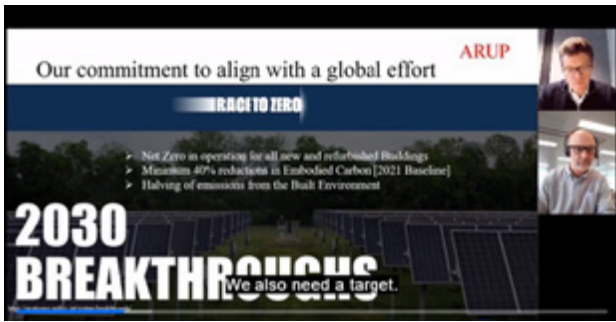 ARUP
Our commitment to align with a global effort
RACE TO ZERO
➢ Net Zero in operation for all new and refurbished Buildings
➢ Minimum 40% reductions in Embodied Carbon [2021 Baseline]
➢ Halving of emissions from the Built Environment
2030
BREAKTHROUGHS
We also need a target.